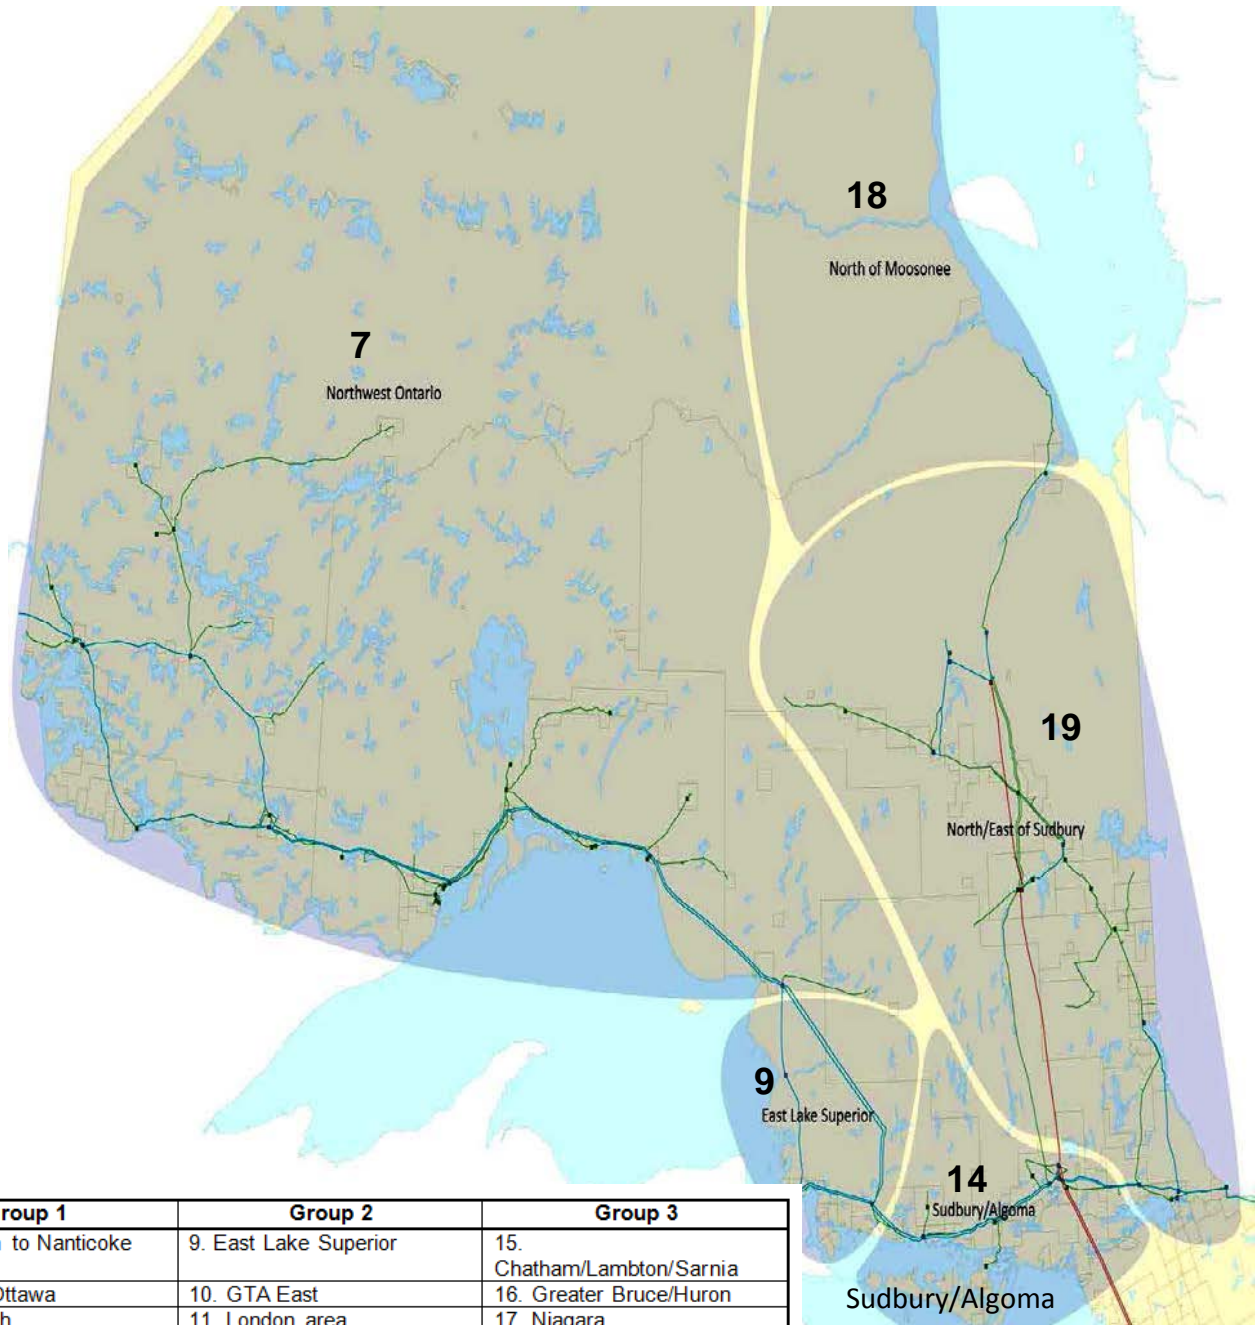 18
North of Moosonee
7
Northwest Ontario
19
North/East of Sudbury
9
East Lake Superior
14
Sudbury/Algoma
Sudbury/Algoma
roup 1 Group 2 Group 3
to Nanticoke 9. East Lake Superior 15.
Chatham/Lambton/Sarnia
Ottawa 10. GTA East 16. Greater Bruce/Huron
11. London area 17. Niagara